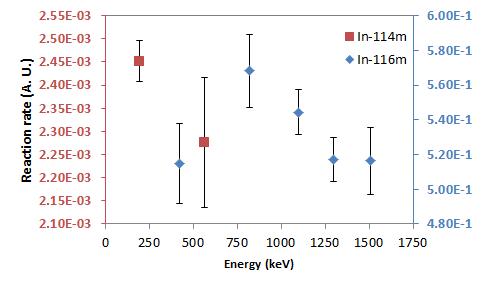 2.55E-03
2.50E-03
2.45E-03
2.40E-03
2.35E-03
2.30E-03
2.25E-03
2.20E-03
2.15E-03
2.10E-03
Reaction rate (A. U.)
In-114m
In-116m
6.00E-1
5.80E-1
5.60E-1
5.40E-1
5.20E-1
5.00E-1
4.80E-1
0 250 500 750 1000 1250 1500 1750
Energy (keV)